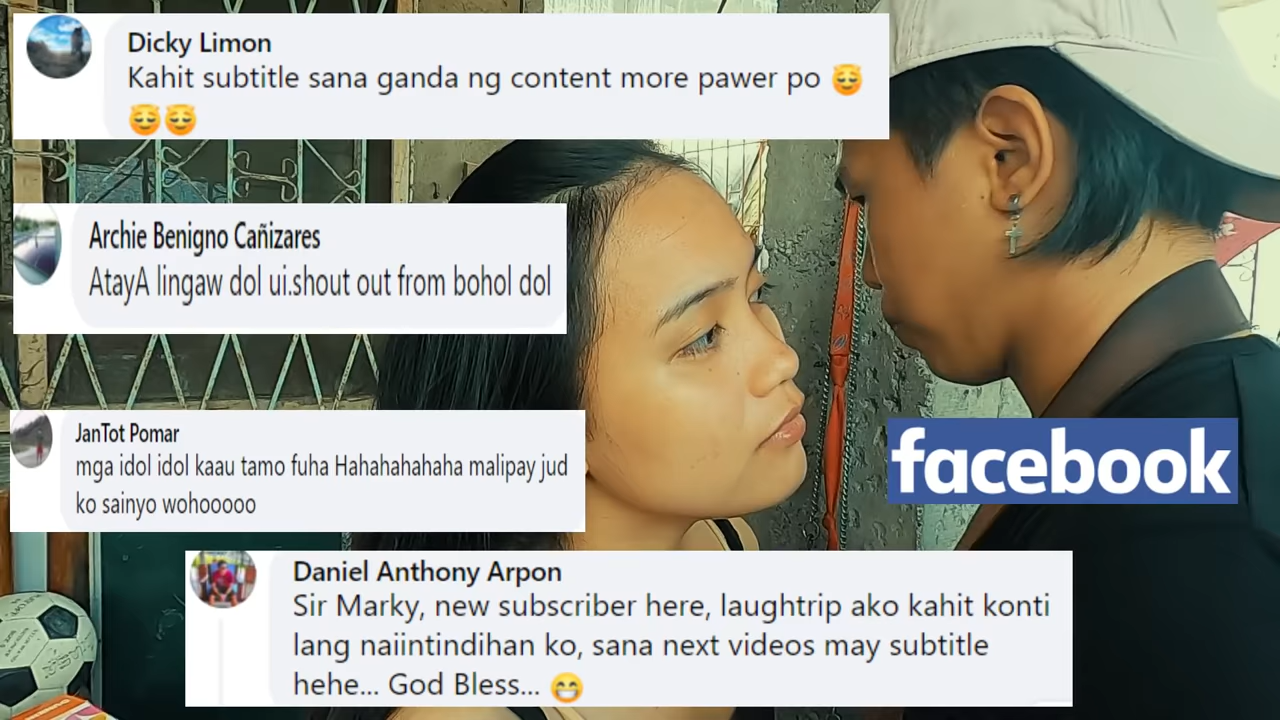 Dicky Limon
Kahit subtitle sana ganda ng content more pawer po 😇
😇😇
Archie Benigno Cañizares
AtayA lingaw dol ui.shout out from bohol dol
JanTot Pomar
mga idol idol kaau tamo fuha Hahahahahaha malipay jud
ko sainyo wohooooo
facebook
Daniel Anthony Arpon
Sir Marky, new subscriber here, laughtrip ako kahit konti
lang naiintindihan ko, sana next videos may subtitle
hehe... God Bless... 😁